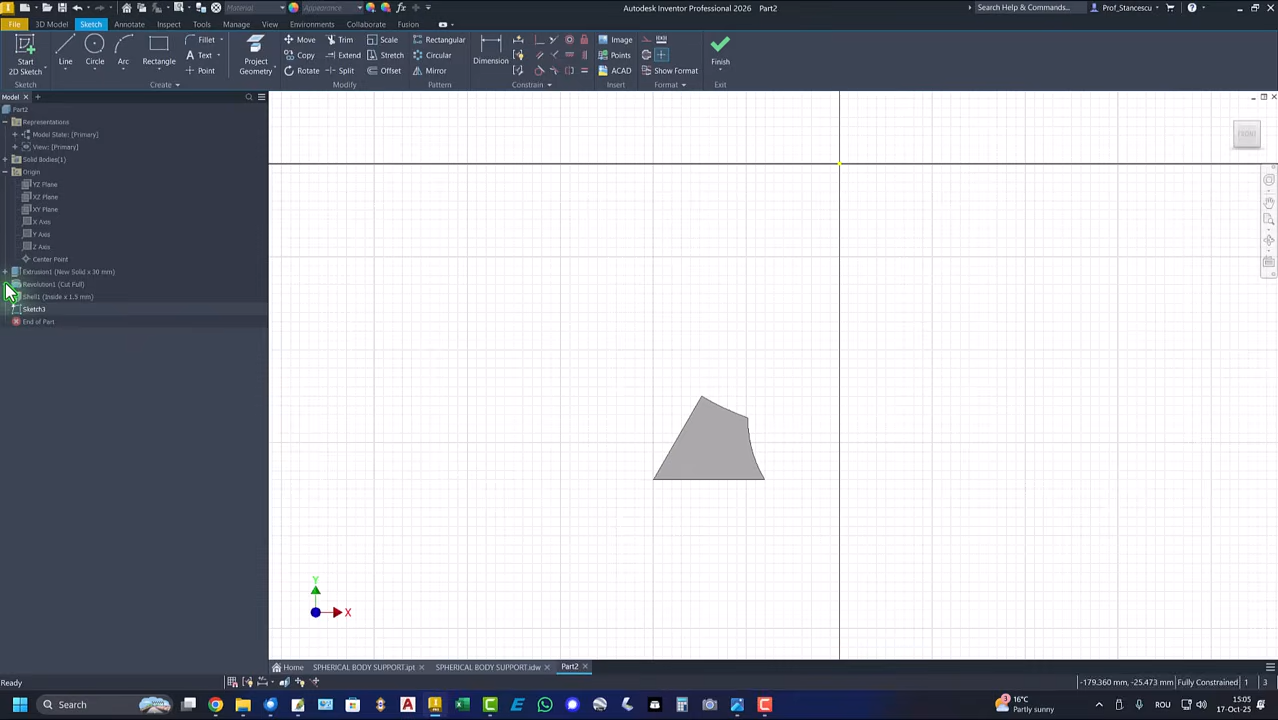 Material
Appearance
Autodesk Inventor Professional 2026 Part2
Search Help & Commands...
Prof_Stancescu
File
3D Model
Sketch
Annotate
Inspect
Tools
Manage
View
Environments
Collaborate
Fusion
Start
2D Sketch
Line
Circle
Arc
Rectangle
Fillet
Text
Point
Project
Geometry
Move
Copy
Rotate
Trim
Extend
Split
Scale
Stretch
Offset
Rectangular
Circular
Mirror
Dimension
Image
Points
ACAD
Show Format
Finish
Sketch
Create
Modify
Pattern
Constrain
Insert
Format
Exit
Model
Part2
Representations
Model State: [Primary]
View: [Primary]
Solid Bodies(1)
Origin
YZ Plane
XZ Plane
XY Plane
X Axis
Y Axis
Z Axis
Center Point
Extrusion1 (New Solid x 30 mm)
Revolution1 (Cut Full)
Shell1 (Inside x 1.5 mm)
Sketch3
End of Part
FRONT
Y
X
Home
SPHERICAL BODY SUPPORT.ipt
SPHERICAL BODY SUPPORT.idw
Part2
Ready
-179.360 mm, -25.473 mm
Fully Constrained
1
3
Search
16°C
Partly sunny
ROU
15:05
17-Oct-25